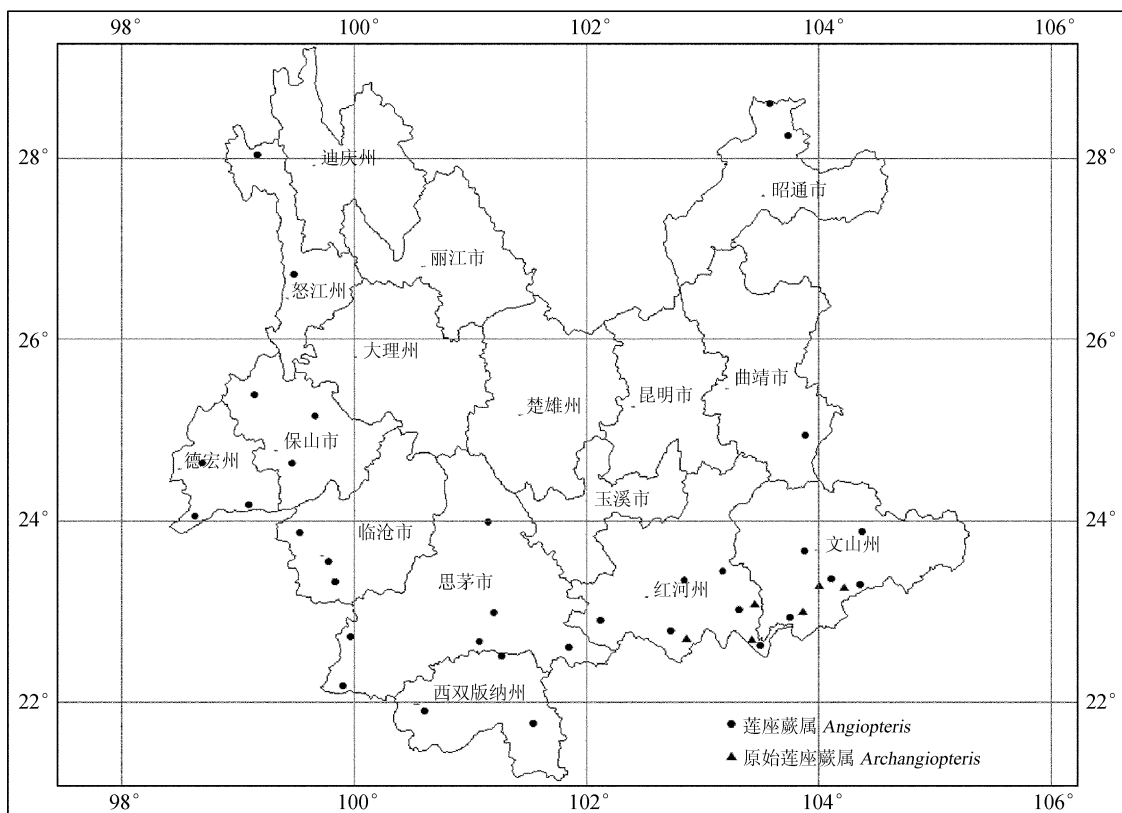 98° 100° 102° 104° 106°
28° 28°
迪庆州
昭通市
丽江市
怒江州
26° 26°
大理州
曲靖市
昆明市
楚雄州
保山市
德宏州
玉溪市
24° 24°
临沧市
文山州
思茅市
红河州
西双版纳州
22° 22°
莲座蕨属 Angiopteris
原始莲座蕨属 Archangiopteris
98° 100° 102° 104° 106°